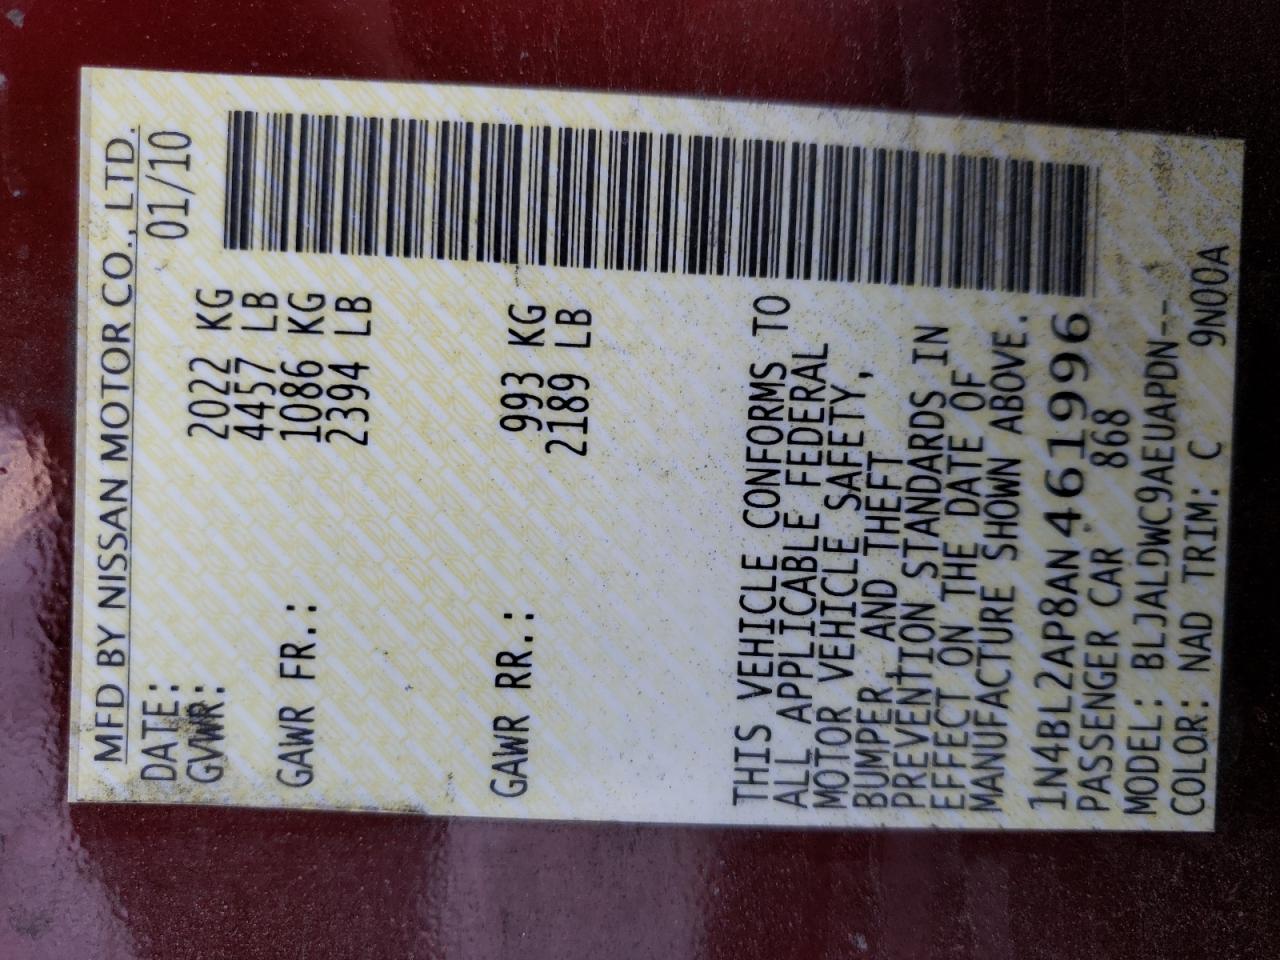 MFD BY NISSAN MOTOR CO., LTD.
DATE: 01/10
GVWR: 2022 KG
4457 LB
GAWR FR.: 1086 KG
2394 LB
GAWR RR.: 993 KG
2189 LB
THIS VEHICLE CONFORMS TO
ALL APPLICABLE FEDERAL
MOTOR VEHICLE SAFETY,
BUMPER, AND THEFT
PREVENTION STANDARDS IN
EFFECT ON THE DATE OF
MANUFACTURE SHOWN ABOVE.
1N4BL2AP8AN461996
PASSENGER CAR 868
MODEL: BLJALDWC9AEUAPDN--
COLOR: NAD TRIM: C 9N00A